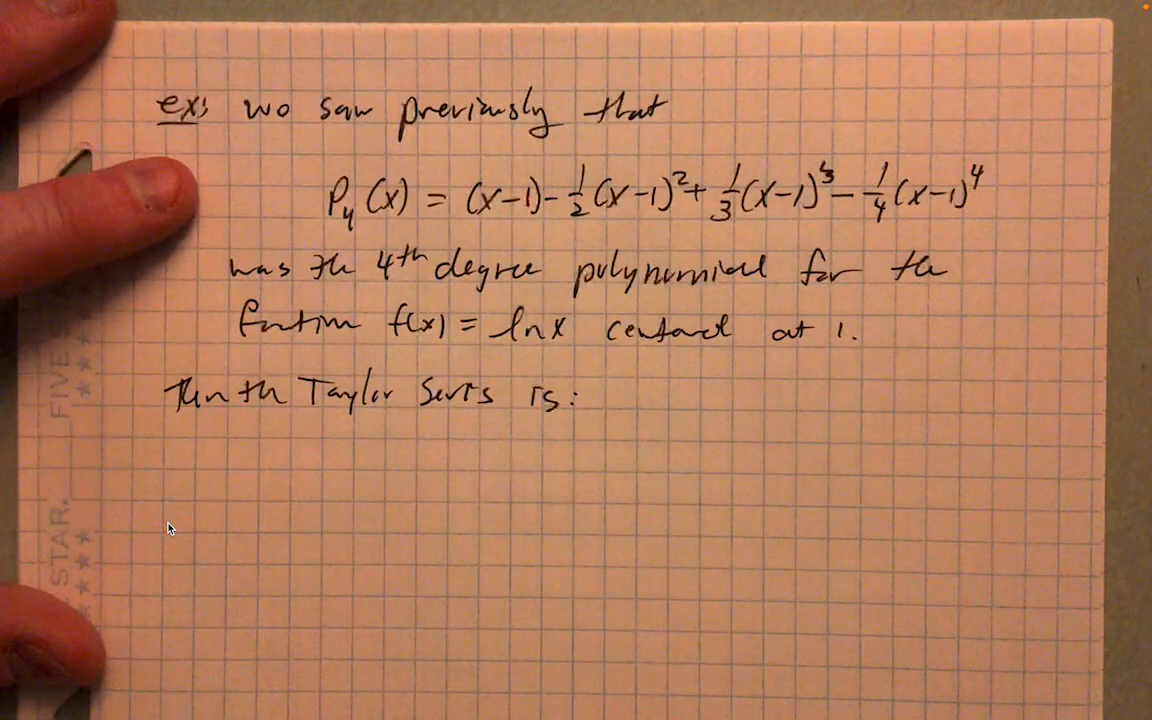 ex: we saw previously that
P₄(x) = (x-1) - 1/2 (x-1)² + 1/3 (x-1)³ - 1/4 (x-1)⁴
was the 4th degree polynomial for the
function f(x) = ln x centered at 1.
Then the Taylor Series is:
FIVE STAR.